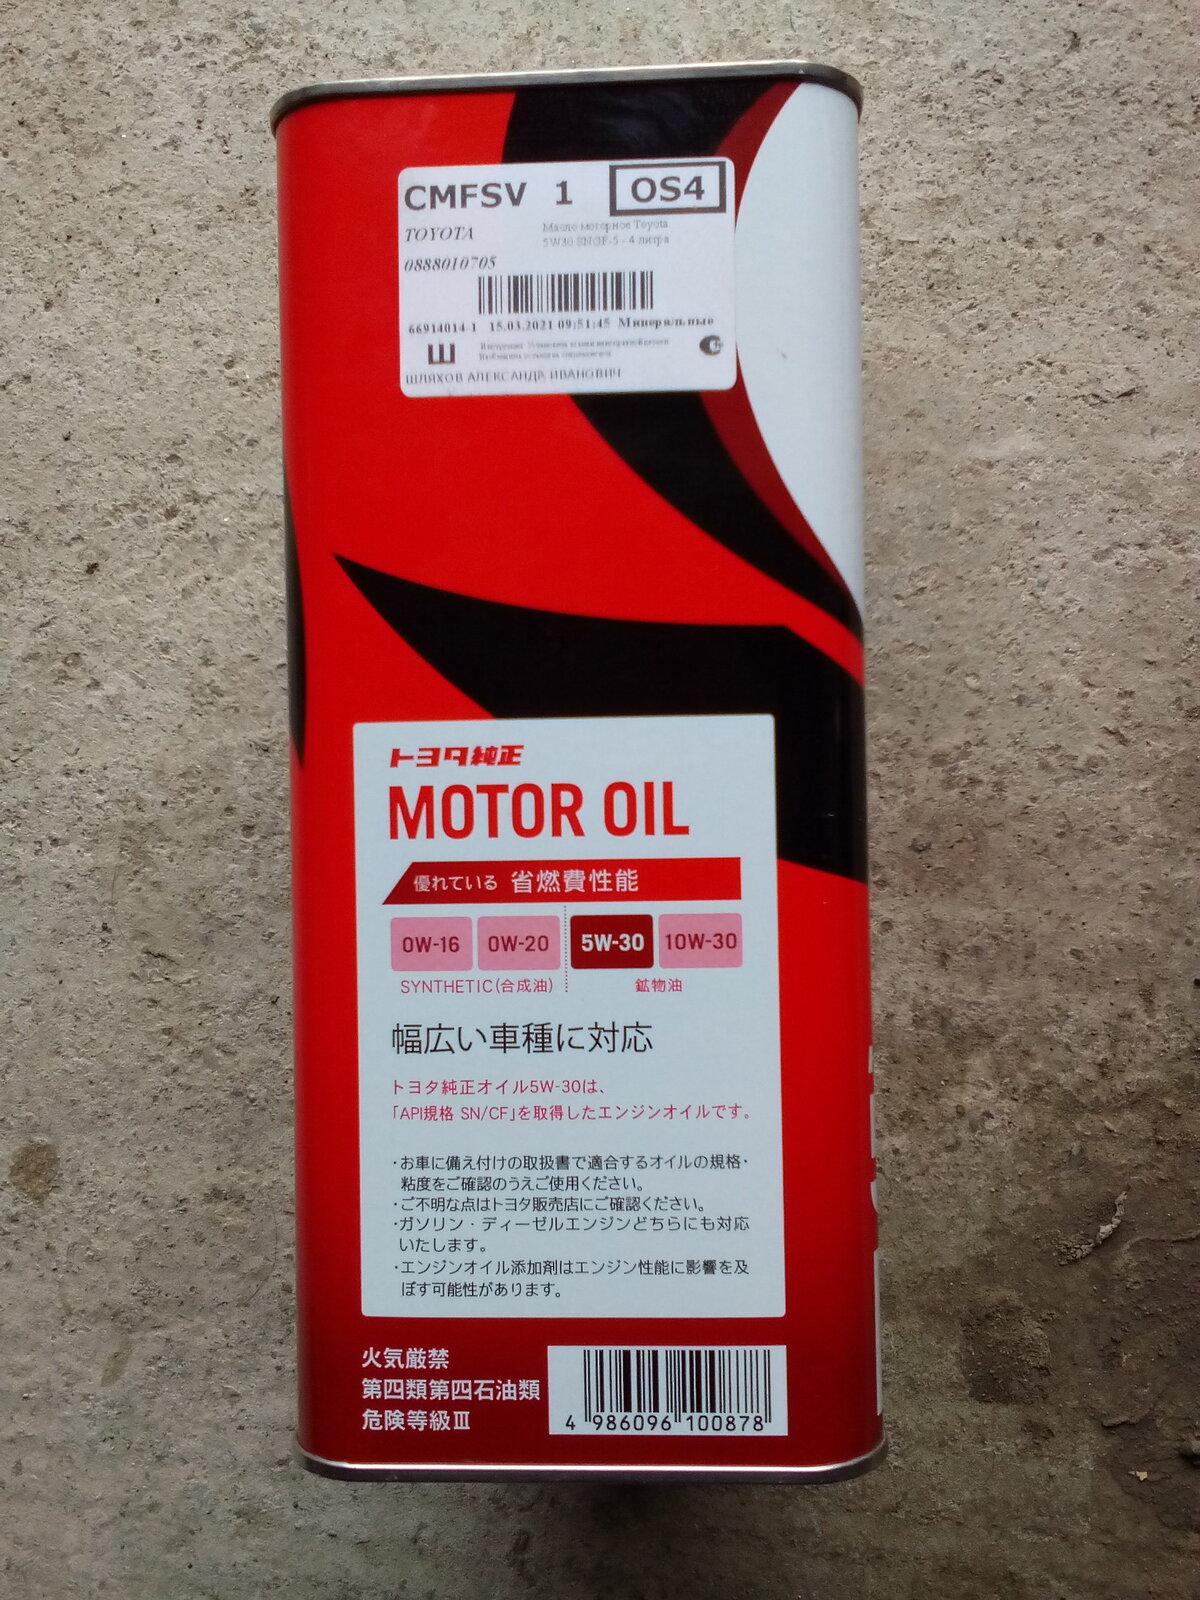 CMFSV 1 OS4
TOYOTA
Масло моторное Toyota
5W30 SNGF-5 - 4 литра
0888010705
66914014-1 15.03.2021 09:51:45 Минеральные
Ш
ШЛЯХОВ АЛЕКСАНДР ИВАНОВИЧ
トヨタ純正
MOTOR OIL
優れている 省燃費性能
0W-16 0W-20 5W-30 10W-30
SYNTHETIC(合成油) 鉱物油
幅広い車種に対応
トヨタ純正オイル5W-30は、
「API規格 SN/CF」を取得したエンジンオイルです。
・お車に備え付けの取扱書で適合するオイルの規格・
粘度をご確認のうえご使用ください。
・ご不明な点はトヨタ販売店にご確認ください。
・ガソリン・ディーゼルエンジンどちらにも対応
いたします。
・エンジンオイル添加剤はエンジン性能に影響を及
ぼす可能性があります。
火気厳禁
第四類第四石油類
危険等級Ⅲ
4 986096 100878